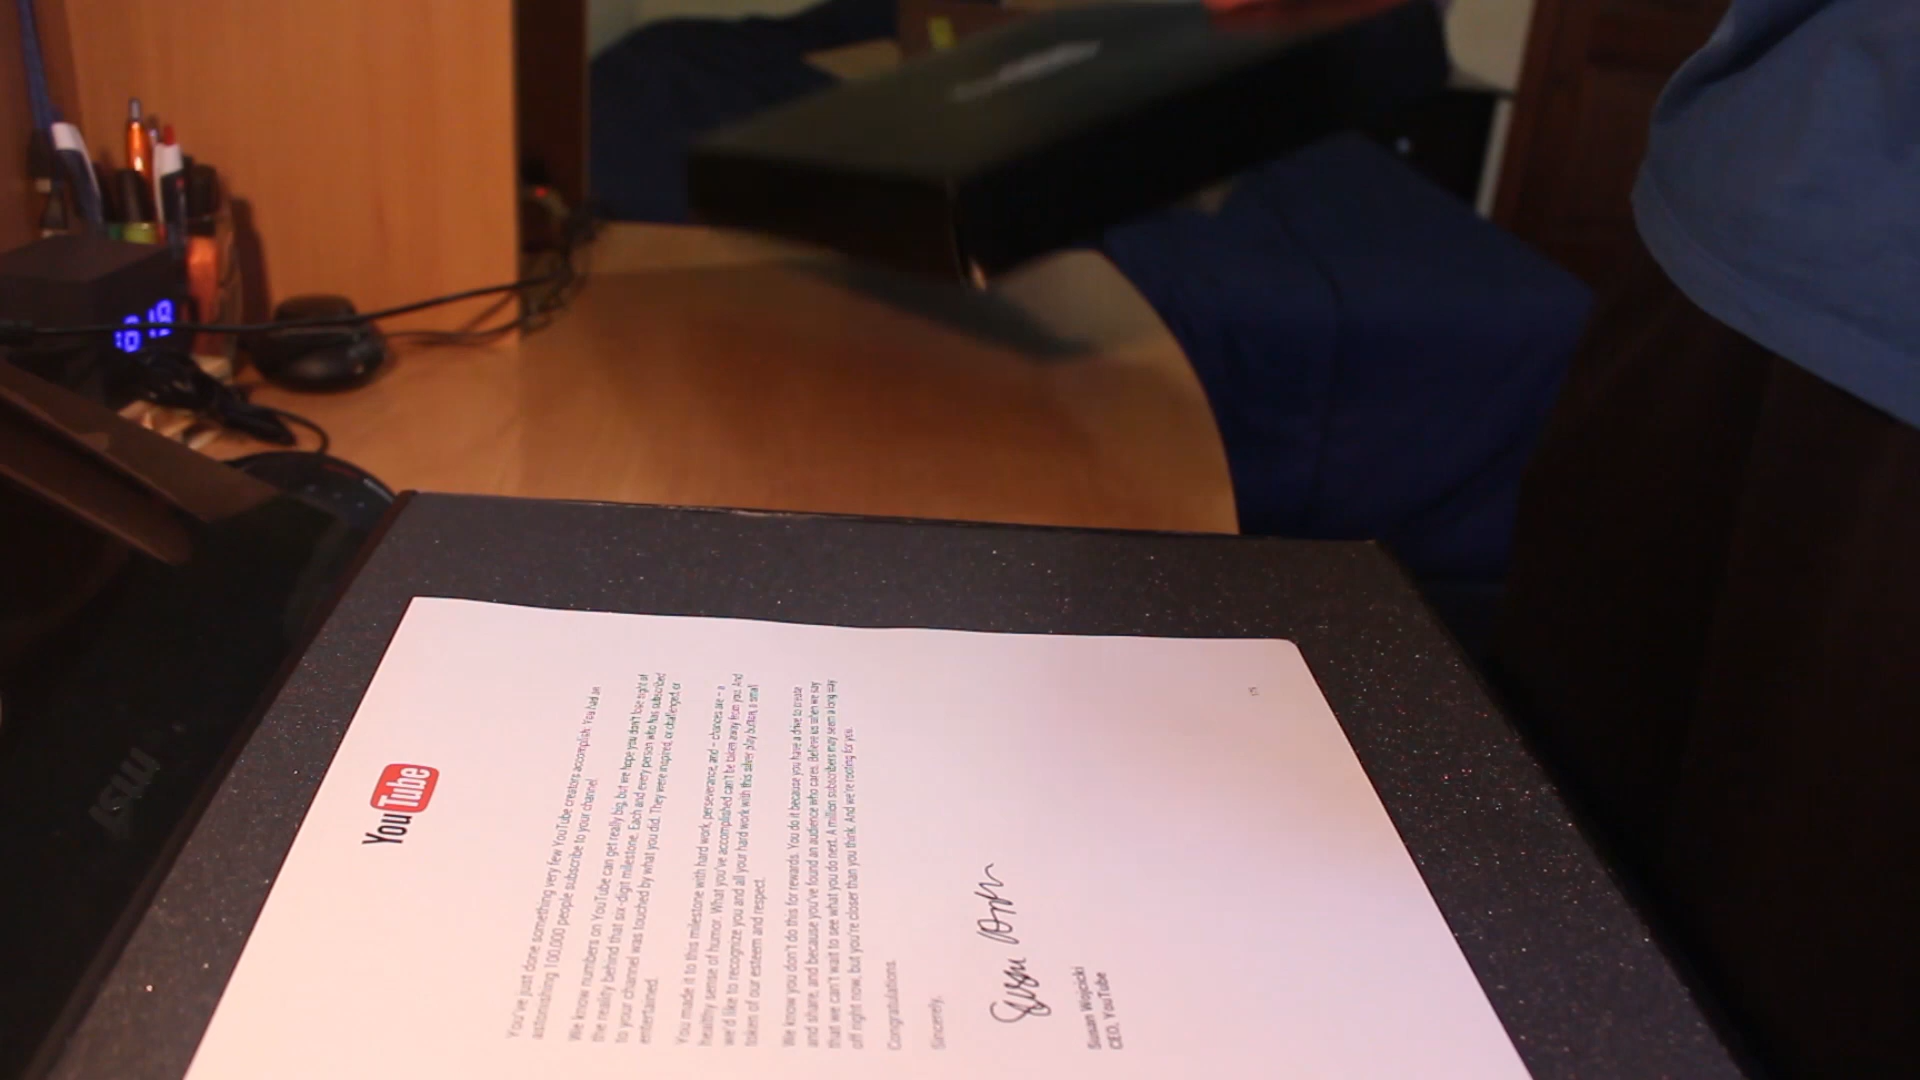 YouTube
You've just done something very few YouTube creators accomplish. You had an
astonishing 100,000 people subscribe to your channel.
We know numbers on YouTube can get really big, but we hope you don't lose sight of
the reality behind that six-digit milestone. Each and every person who has subscribed
to your channel was touched by what you did. They were inspired, or challenged, or
entertained.
You made it to this milestone with hard work, perseverance, and – chances are – a
healthy sense of humor. What you've accomplished can't be taken away from you. And
we'd like to recognize you and all your hard work with this silver play button, a small
token of our esteem and respect.
We know you don't do this for rewards. You do it because you have a drive to create
and share, and because you've found an audience who cares. Believe us when we say
that we can't wait to see what you do next. A million subscribers may seem a long way
off right now, but you're closer than you think. And we're rooting for you.
Congratulations.
Sincerely,
Susan Wojcicki
CEO, YouTube
msi